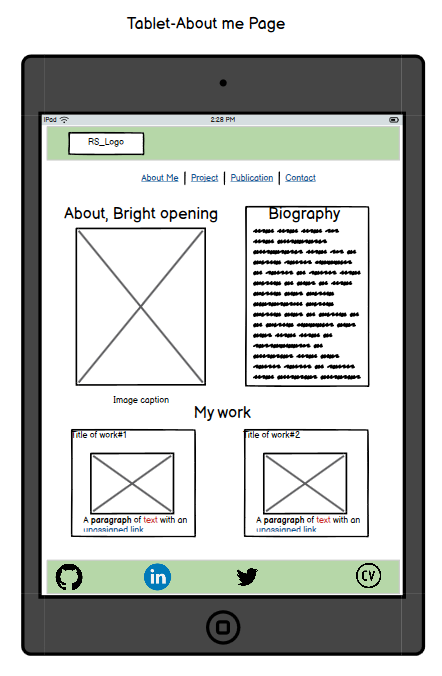 Tablet-About me Page
iPad
2:28 PM
RS_Logo
About Me | Project | Publication | Contact
About, Bright opening
Biography
Image caption
My work
Title of work#1
A paragraph of text with an
unassigned link
Title of work#2
A paragraph of text with an
unassigned link
in
CV